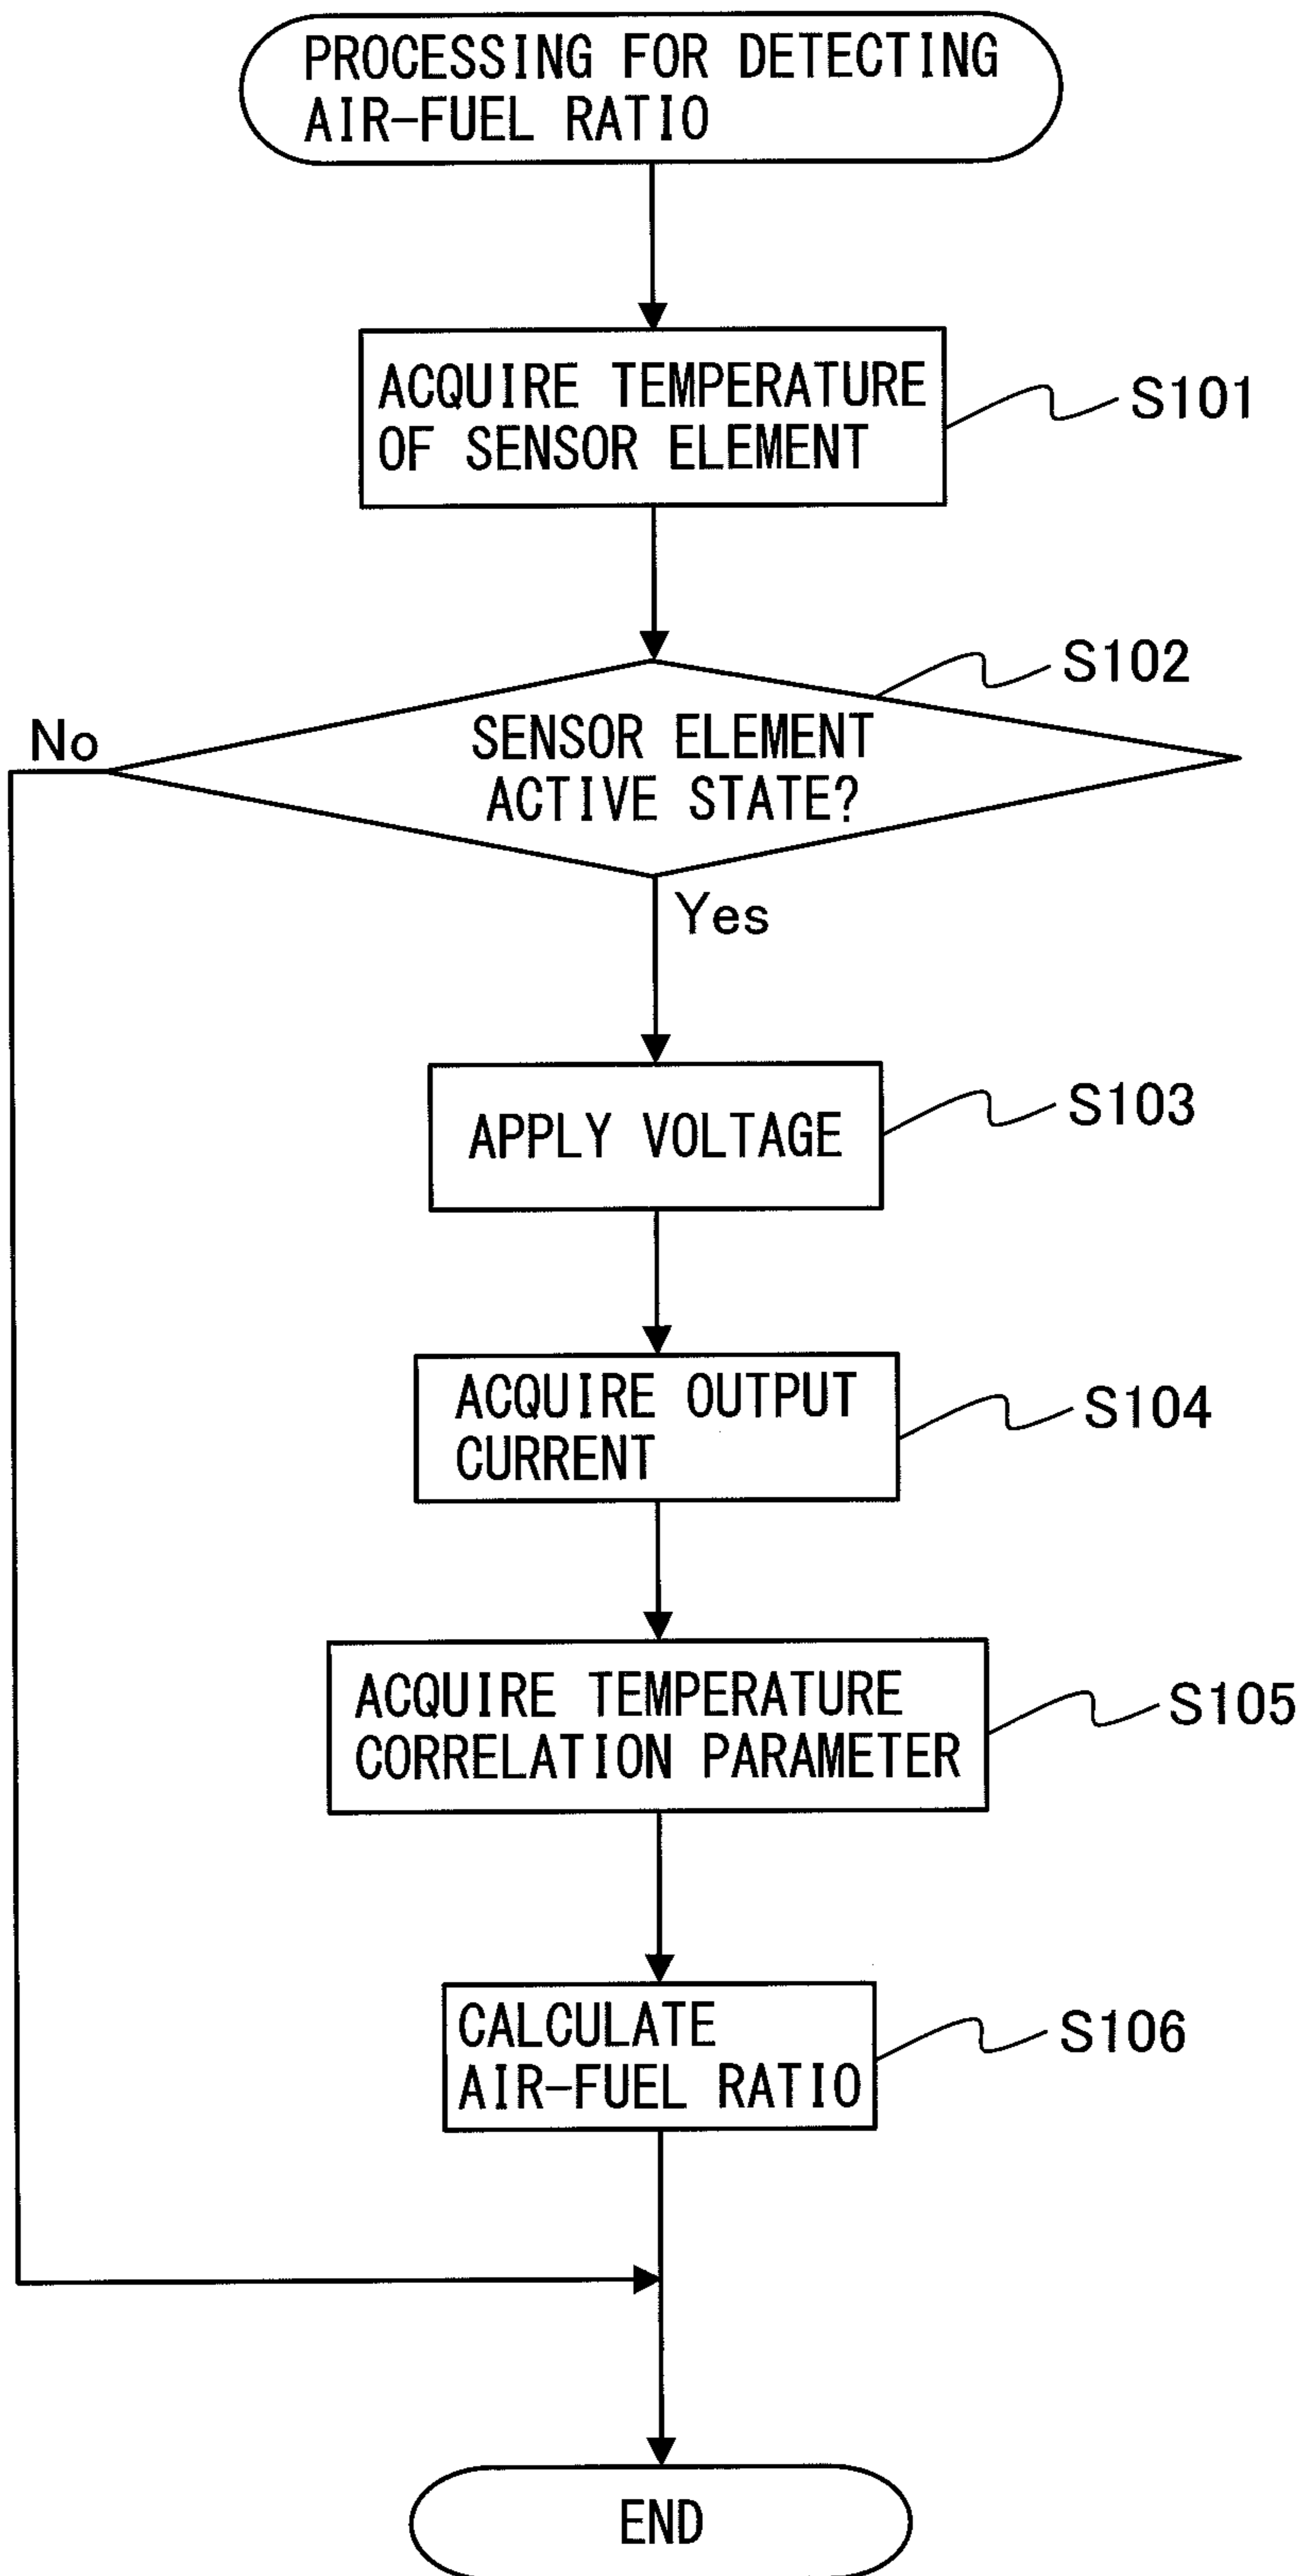 PROCESSING FOR DETECTING
AIR-FUEL RATIO
ACQUIRE TEMPERATURE
OF SENSOR ELEMENT
S101
S102
SENSOR ELEMENT
ACTIVE STATE?
No
Yes
APPLY VOLTAGE
S103
ACQUIRE OUTPUT
CURRENT
S104
ACQUIRE TEMPERATURE
CORRELATION PARAMETER
S105
CALCULATE
AIR-FUEL RATIO
S106
END